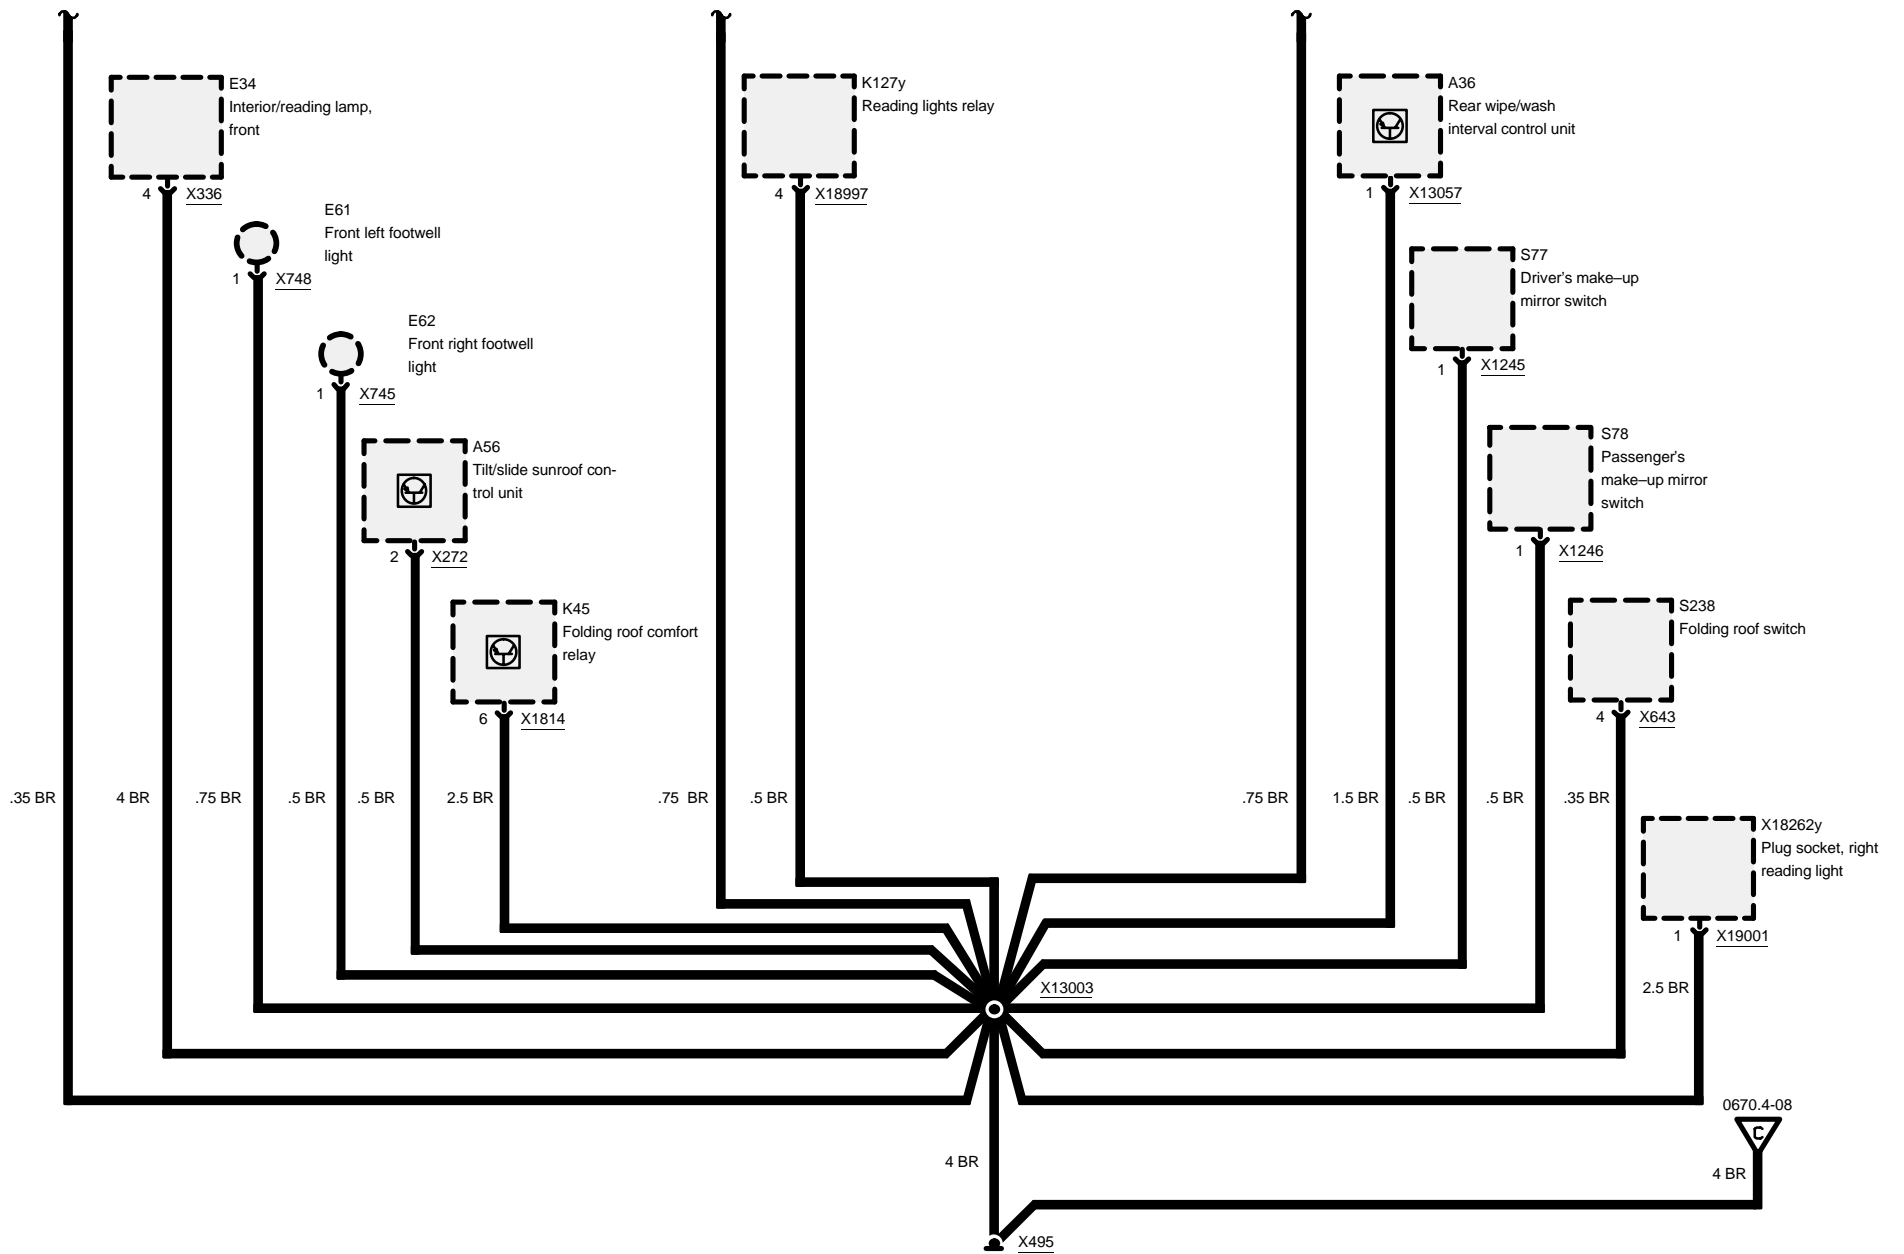 E34
Interior/reading lamp,
front
4
X336
E61
Front left footwell
light
1
X748
E62
Front right footwell
light
1
X745
A56
Tilt/slide sunroof con-
trol unit
2
X272
K45
Folding roof comfort
relay
6
X1814
K127y
Reading lights relay
4
X18997
A36
Rear wipe/wash
interval control unit
1
X13057
S77
Driver's make–up
mirror switch
1
X1245
S78
Passenger's
make–up mirror
switch
1
X1246
S238
Folding roof switch
4
X643
.35 BR
4 BR
.75 BR
.5 BR
.5 BR
2.5 BR
.75 BR
.5 BR
.75 BR
1.5 BR
.5 BR
.5 BR
.35 BR
X18262y
Plug socket, right
reading light
1
X19001
2.5 BR
X13003
0670.4-08
C
4 BR
4 BR
X495